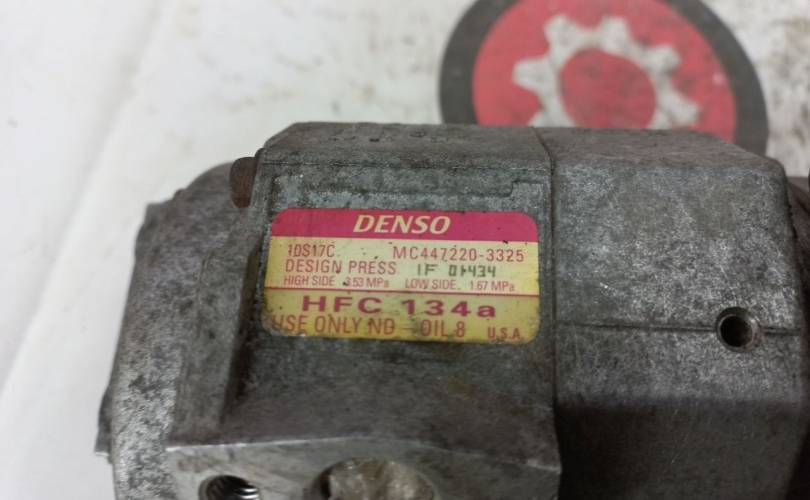 DENSO
10S17C MC447220-3325
DESIGN PRESS 1F 01434
HIGH SIDE. 3.53 MPa LOW SIDE. 1.67 MPa
HFC 134a
USE ONLY ND-OIL 8 U.S.A.